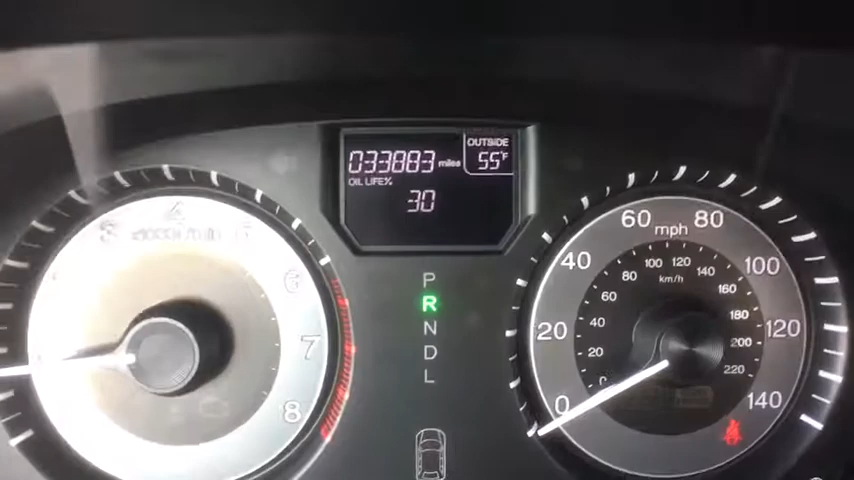 OUTSIDE
033883 miles 55°F
OIL LIFE%
30
P
R
N
D
L
6
7
8
mph
0 20 40 60 80 100 120 140
km/h
0 20 40 60 80 100 120 140 160 180 200 220